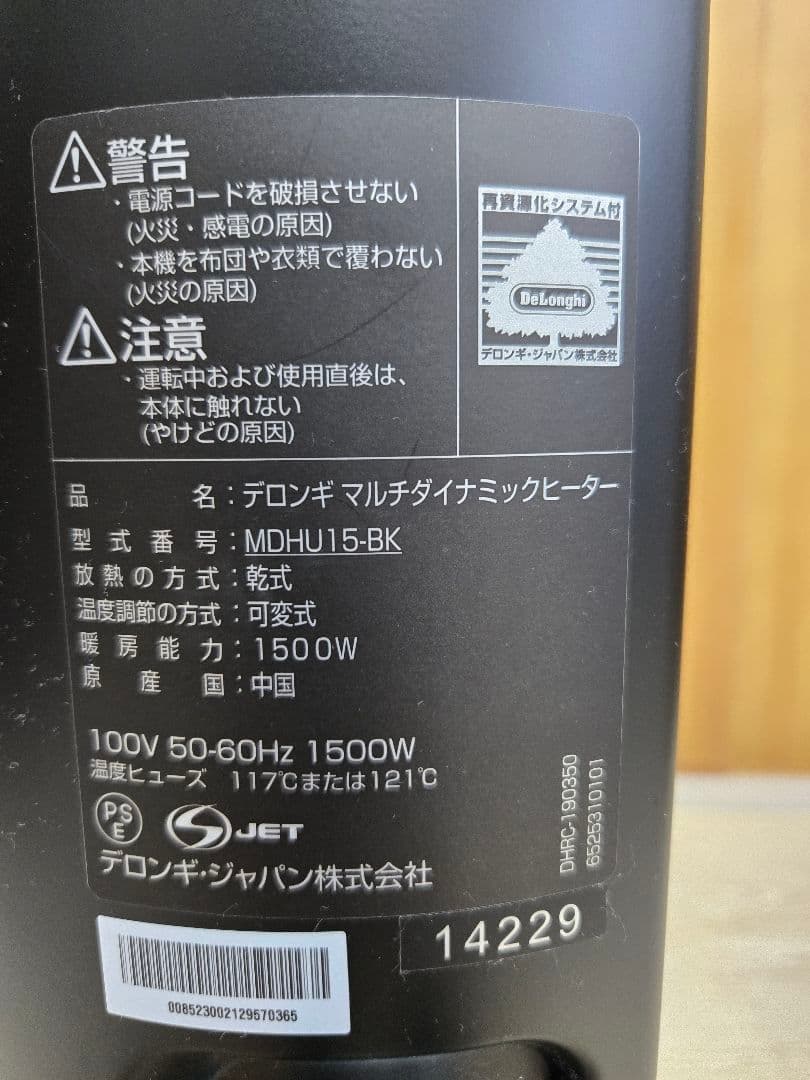 警告
・電源コードを破損させない
(火災・感電の原因)
・本機を布団や衣類で覆わない
(火災の原因)
注意
・運転中および使用直後は、
本体に触れない
(やけどの原因)
再資源化システム付
DeLonghi
デロンギ・ジャパン株式会社
品名：デロンギ マルチダイナミックヒーター
型式番号：MDHU15-BK
放熱の方式：乾式
温度調節の方式：可変式
暖房能力：1500W
原産国：中国
100V 50-60Hz 1500W
温度ヒューズ 117℃または121℃
PSE JET
デロンギ・ジャパン株式会社
DHRC-190350
6525310101
14229
008523002129570365